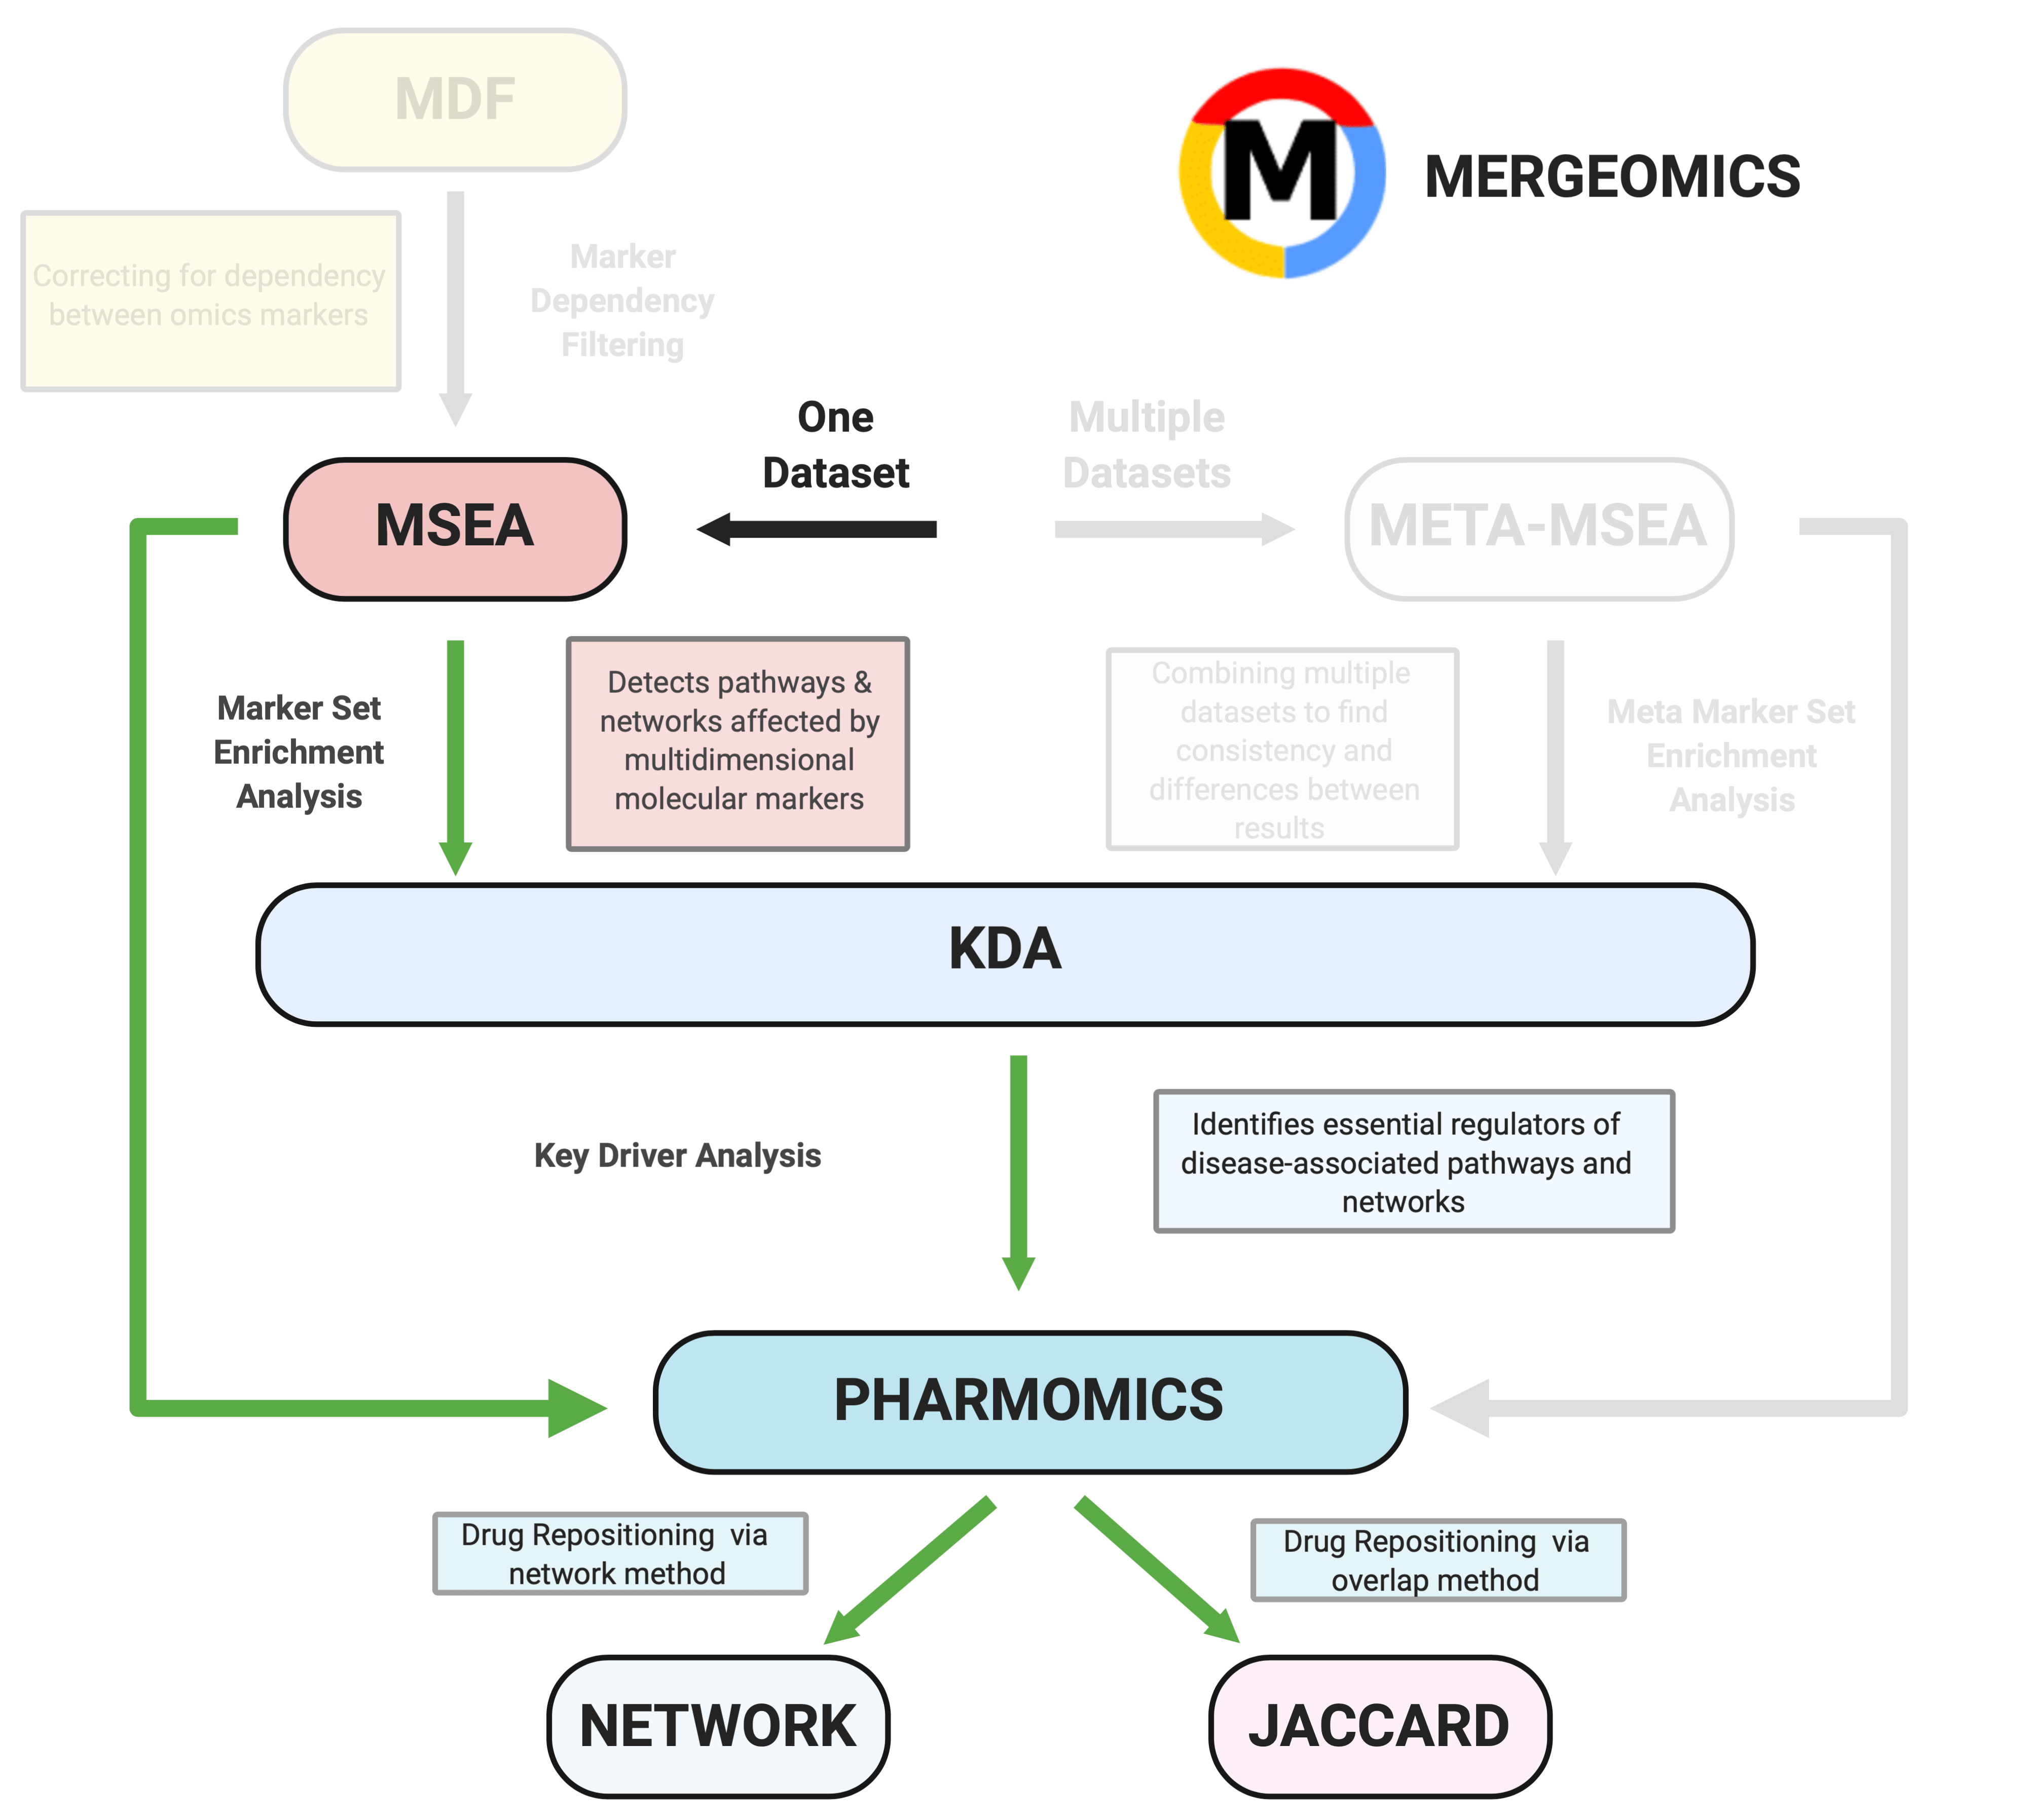 MDF
M
MERGEOMICS
Correcting for dependency
between omics markers
Marker
Dependency
Filtering
One
Dataset
Multiple
Datasets
MSEA
META-MSEA
Marker Set
Enrichment
Analysis
Detects pathways &
networks affected by
multidimensional
molecular markers
Combining multiple
datasets to find
consistency and
differences between
results
Meta Marker Set
Enrichment
Analysis
KDA
Key Driver Analysis
Identifies essential regulators of
disease-associated pathways and
networks
PHARMOMICS
Drug Repositioning  via
network method
Drug Repositioning  via
overlap method
NETWORK
JACCARD